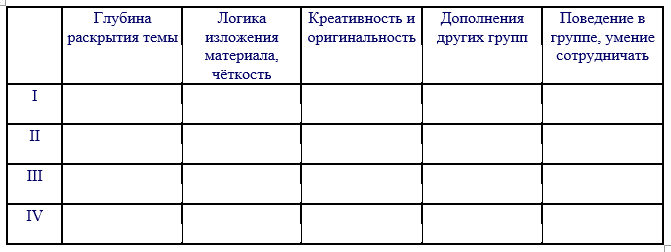 Глубина
раскрытия темы
Логика
изложения
материала,
чёткость
Креативность и
оригинальность
Дополнения
других групп
Поведение в
группе, умение
сотрудничать
I
II
III
IV